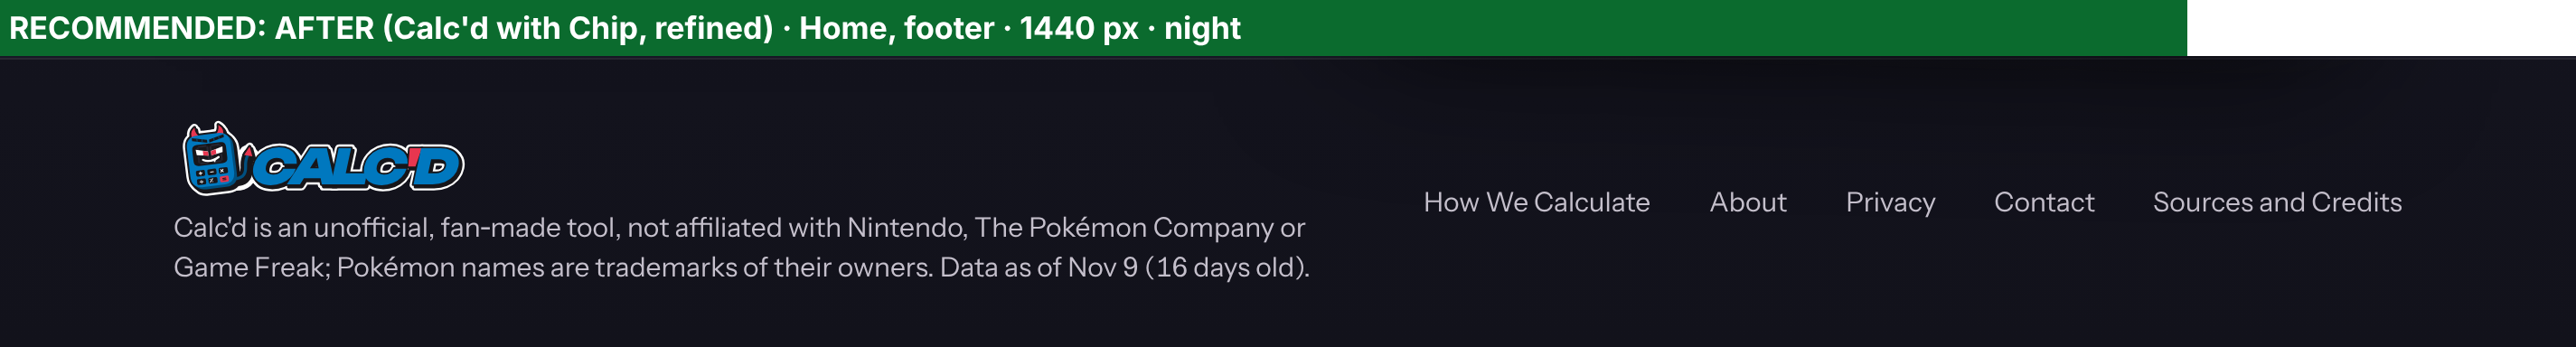 RECOMMENDED: AFTER (Calc'd with Chip, refined) · Home, footer · 1440 px · night
CALC'D
Calc'd is an unofficial, fan-made tool, not affiliated with Nintendo, The Pokémon Company or
Game Freak; Pokémon names are trademarks of their owners. Data as of Nov 9 (16 days old).
How We Calculate About Privacy Contact Sources and Credits